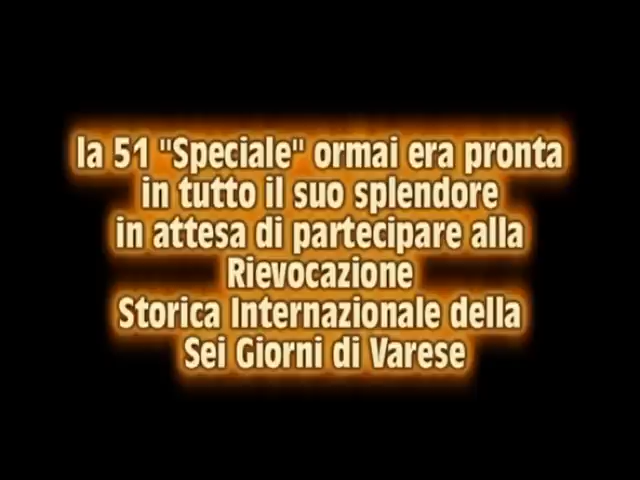 la 51 "Speciale" ormai era pronta
in tutto il suo splendore
in attesa di partecipare alla
Rievocazione
Storica Internazionale della
Sei Giorni di Varese